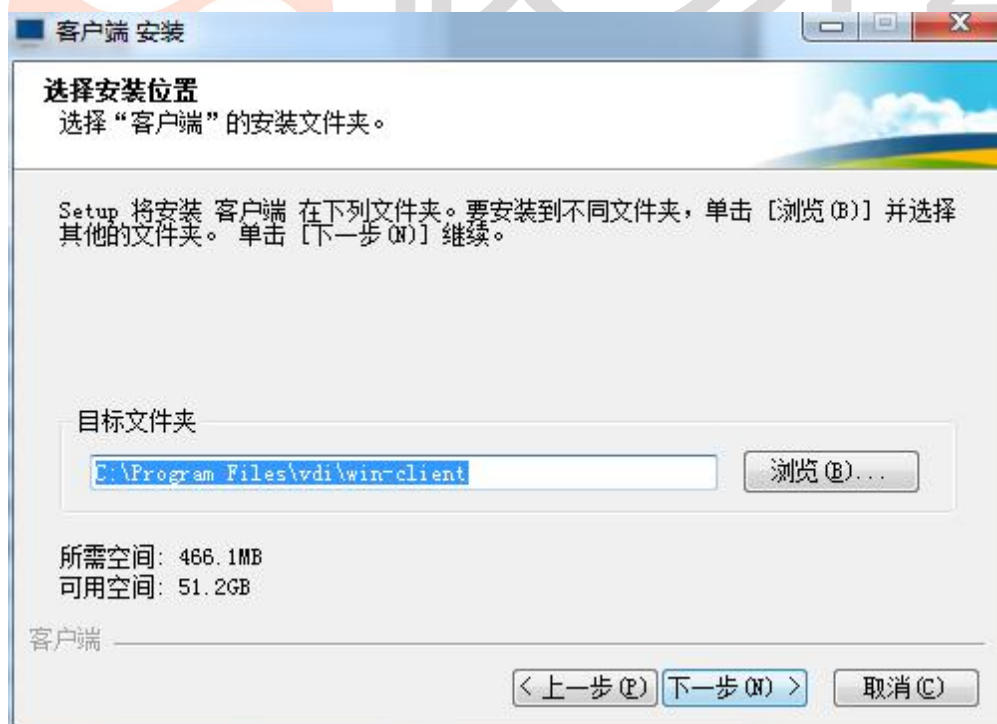 客户端 安装
选择安装位置
选择“客户端”的安装文件夹。
Setup 将安装 客户端 在下列文件夹。要安装到不同文件夹，单击 [浏览(B)] 并选择
其他的文件夹。 单击 [下一步(N)] 继续。
目标文件夹
C:\Program Files\vdi\win-client
浏览(B)...
所需空间: 466.1MB
可用空间: 51.2GB
客户端
< 上一步(P) 下一步(N) > 取消(C)